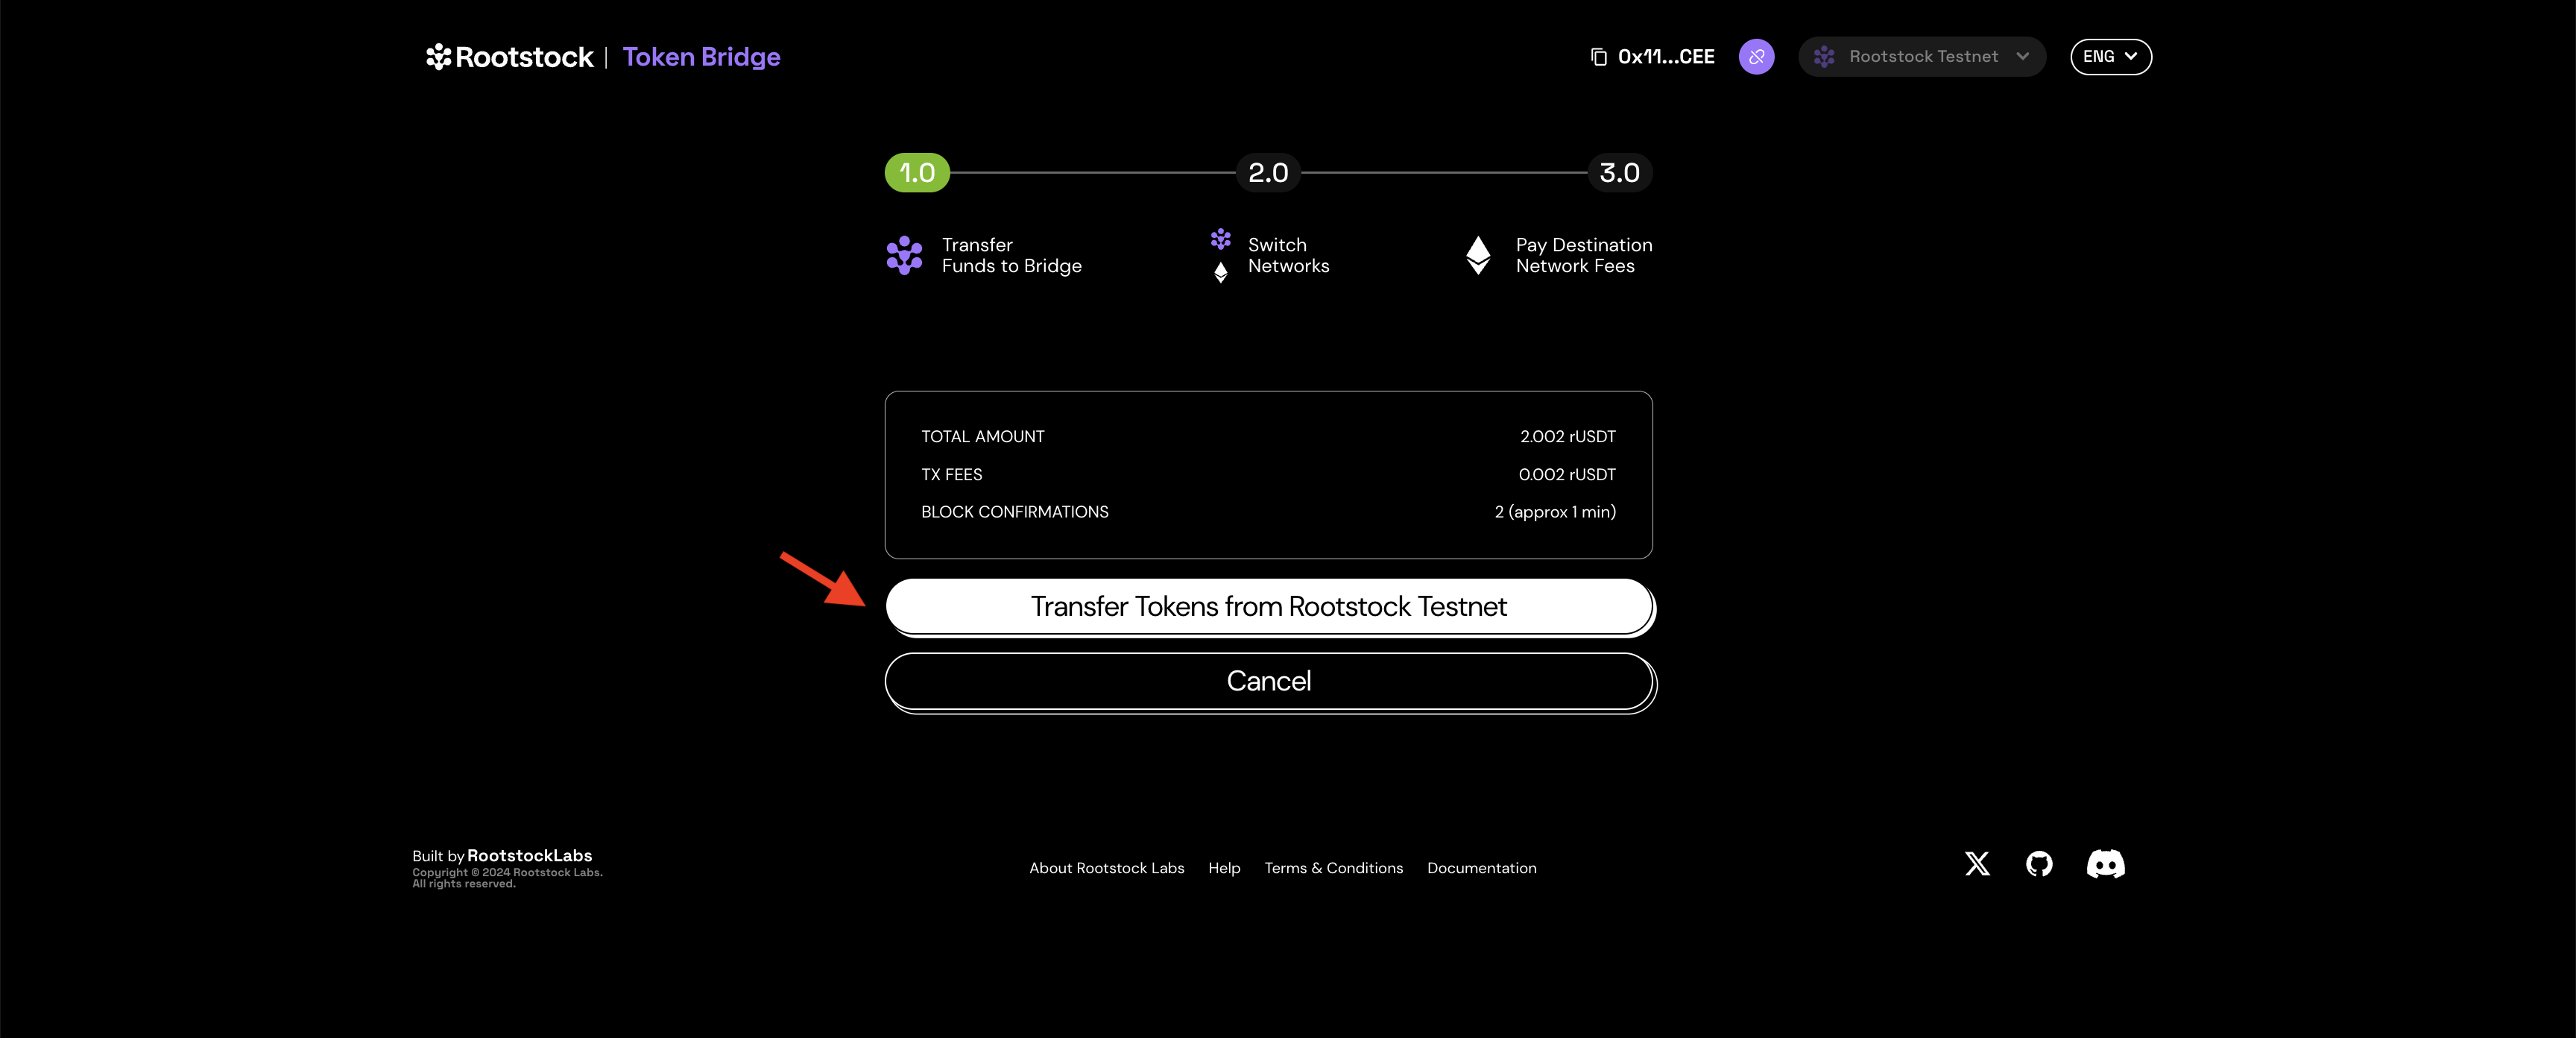 Rootstock | Token Bridge
0x11...CEE
Rootstock Testnet
ENG
1.0
2.0
3.0
Transfer
Funds to Bridge
Switch
Networks
Pay Destination
Network Fees
TOTAL AMOUNT 2.002 rUSDT
TX FEES 0.002 rUSDT
BLOCK CONFIRMATIONS 2 (approx 1 min)
Transfer Tokens from Rootstock Testnet
Cancel
Built by RootstockLabs
Copyright © 2024 Rootstock Labs.
All rights reserved.
About Rootstock Labs Help Terms & Conditions Documentation